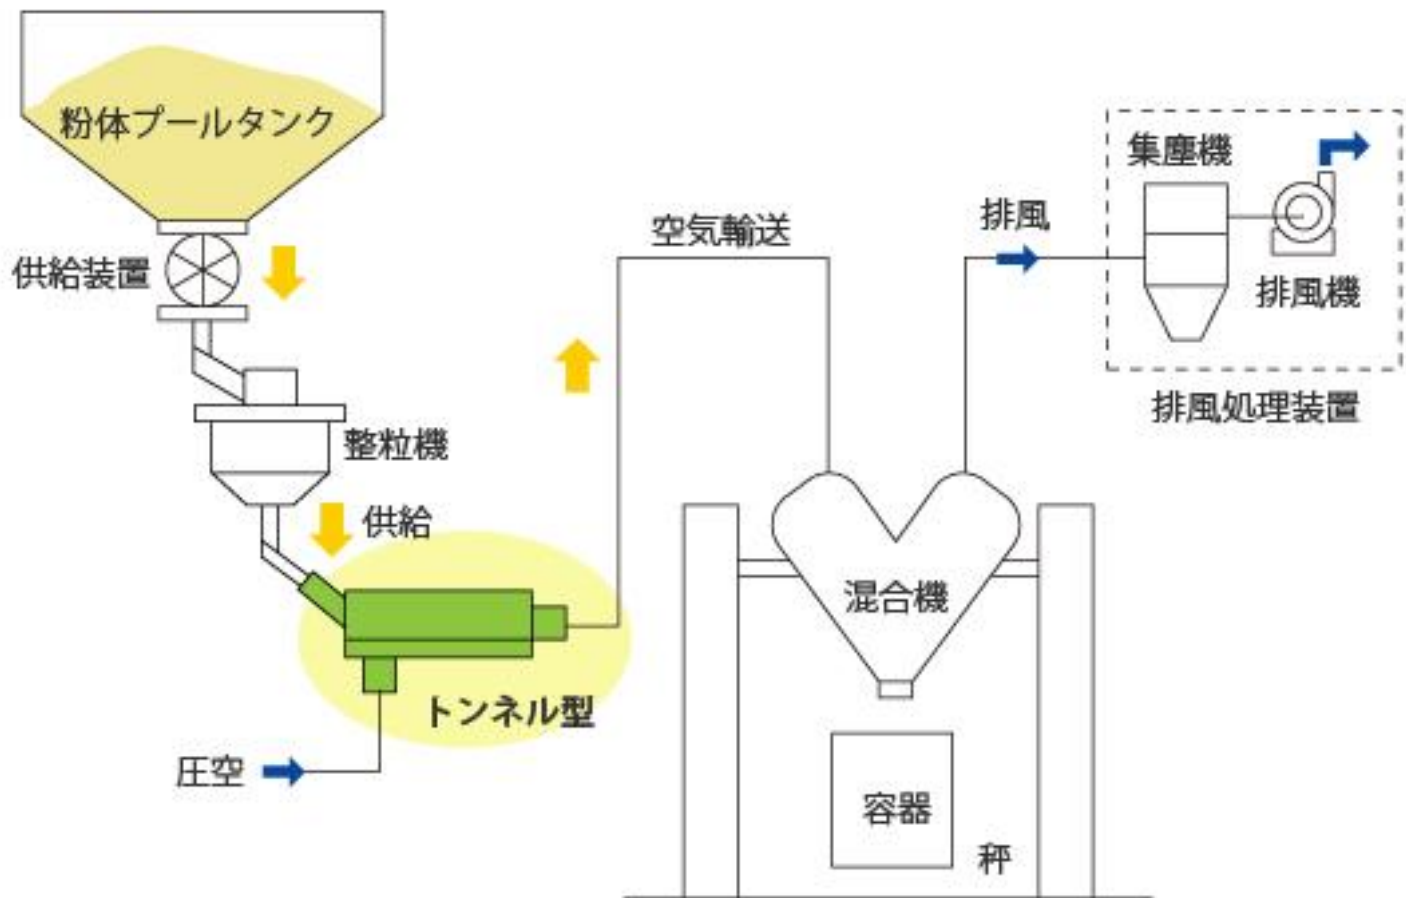 粉体プールタンク
供給装置
整粒機
供給
トンネル型
圧空
空気輸送
排風
集塵機
排風機
排風処理装置
混合機
容器
秤